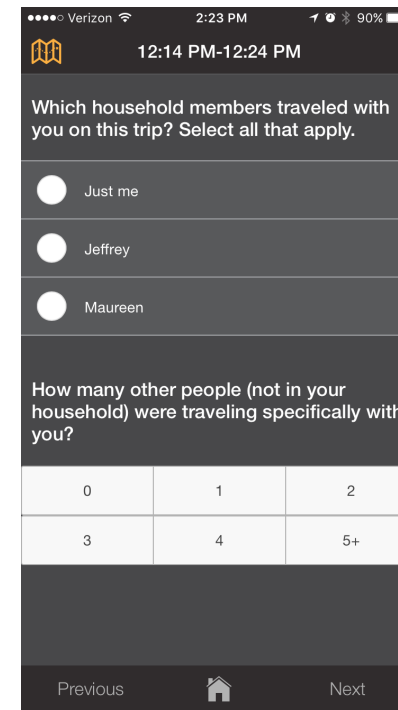 Verizon 2:23 PM 90%
12:14 PM-12:24 PM
Which household members traveled with
you on this trip? Select all that apply.
Just me
Jeffrey
Maureen
How many other people (not in your
household) were traveling specifically with
you?
0 1 2
3 4 5+
Previous Next